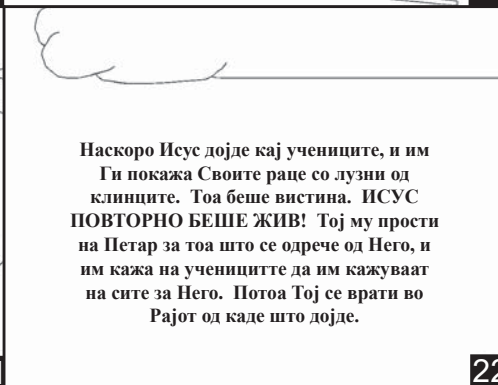 Наскоро Исус дојде кај учениците, и им
Ги покажа Своите раце со лузни од
клинците. Тоа беше вистина. ИСУС
ПОВТОРНО БЕШЕ ЖИВ! Тој му прости
на Петар за тоа што се одрече од Него, и
им кажа на ученицитте да им кажуваат
на сите за Него. Потоа Тој се врати во
Рајот од каде што дојде.
22